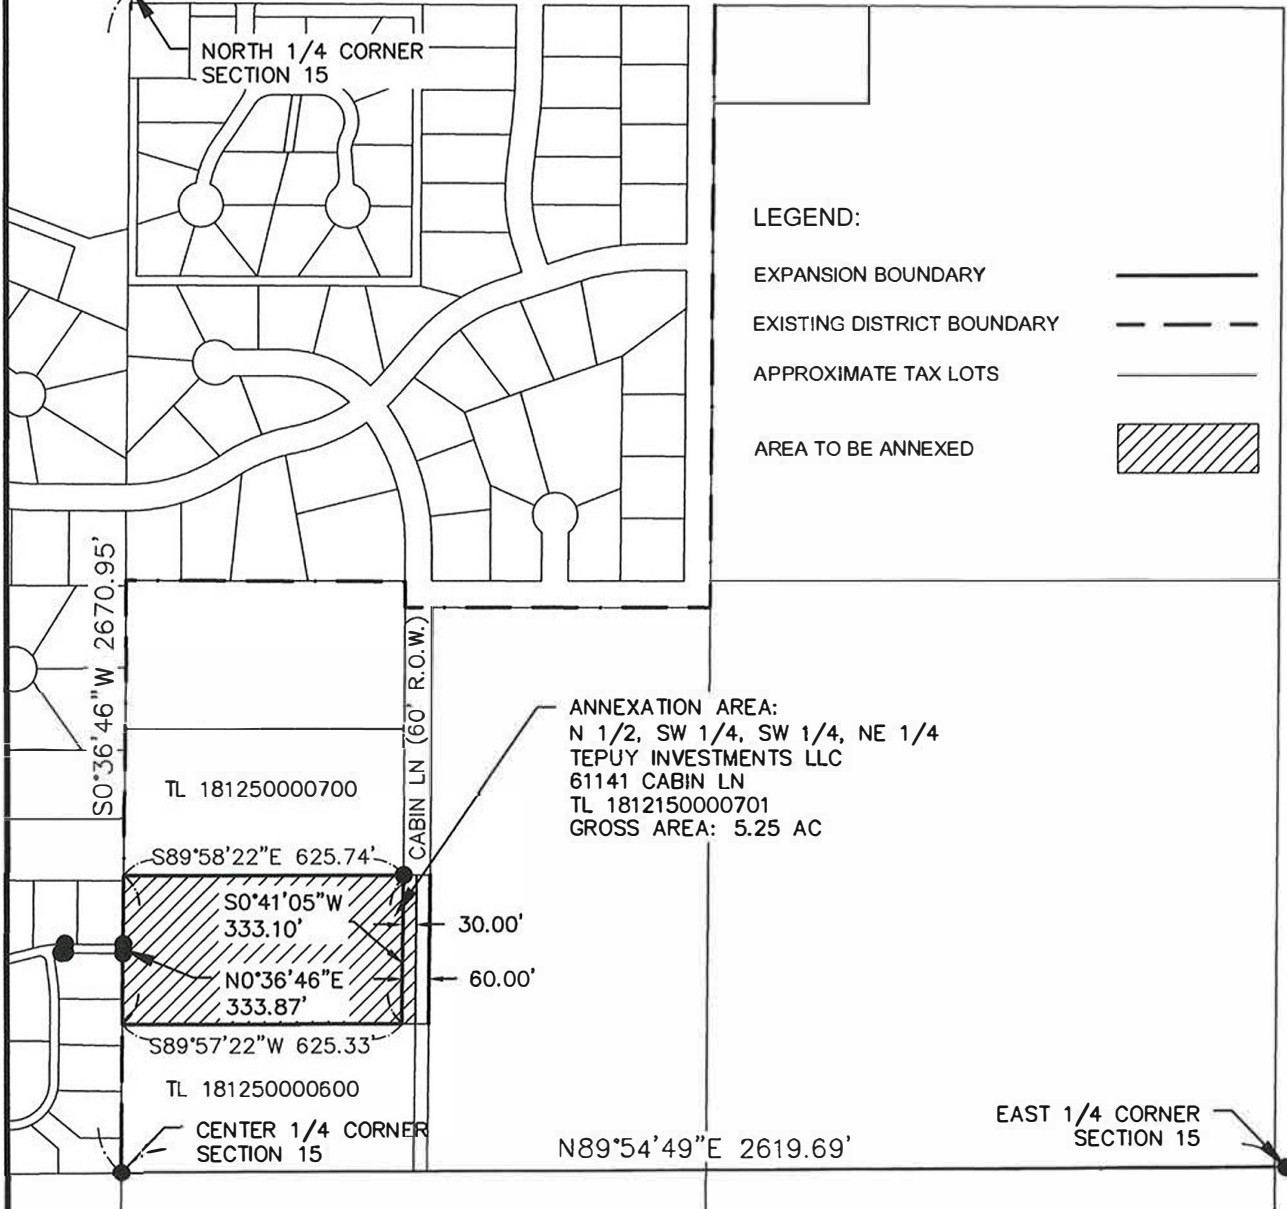 NORTH 1/4 CORNER
SECTION 15
LEGEND:
EXPANSION BOUNDARY
EXISTING DISTRICT BOUNDARY
APPROXIMATE TAX LOTS
AREA TO BE ANNEXED
S0°36'46"W 2670.95'
CABIN LN (60' R.O.W.)
ANNEXATION AREA:
N 1/2, SW 1/4, SW 1/4, NE 1/4
TEPUY INVESTMENTS LLC
61141 CABIN LN
TL 1812150000701
GROSS AREA: 5.25 AC
TL 181250000700
S89°58'22"E 625.74'
S0°41'05"W
333.10'
30.00'
N0°36'46"E
333.87'
60.00'
S89°57'22"W 625.33'
TL 181250000600
CENTER 1/4 CORNER
SECTION 15
N89°54'49"E 2619.69'
EAST 1/4 CORNER
SECTION 15